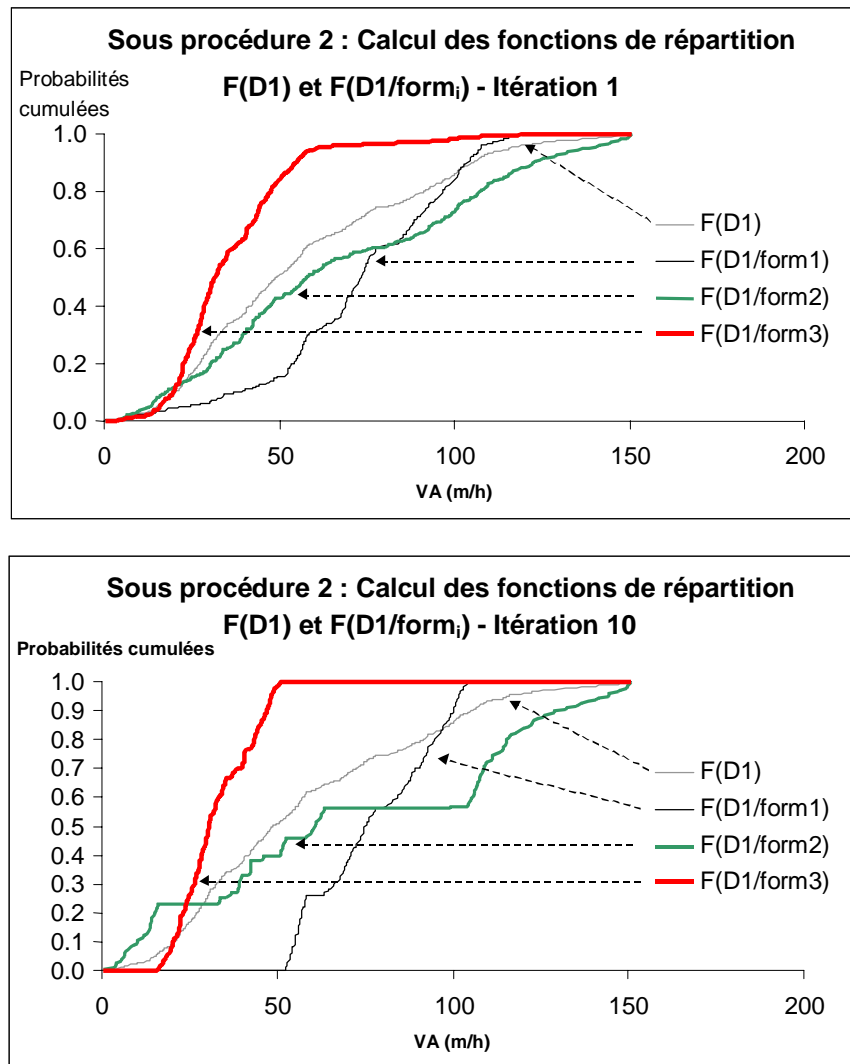 Sous procédure 2 : Calcul des fonctions de répartition
F(D1) et F(D1/formi) - Itération 1
Probabilités
cumulées
1.0
0.8
0.6
0.4
0.2
0.0
0
50
100
150
200
VA (m/h)
F(D1)
F(D1/form1)
F(D1/form2)
F(D1/form3)
Sous procédure 2 : Calcul des fonctions de répartition
F(D1) et F(D1/formi) - Itération 10
Probabilités cumulées
1.0
0.9
0.8
0.7
0.6
0.5
0.4
0.3
0.2
0.1
0.0
0
50
100
150
200
VA (m/h)
F(D1)
F(D1/form1)
F(D1/form2)
F(D1/form3)